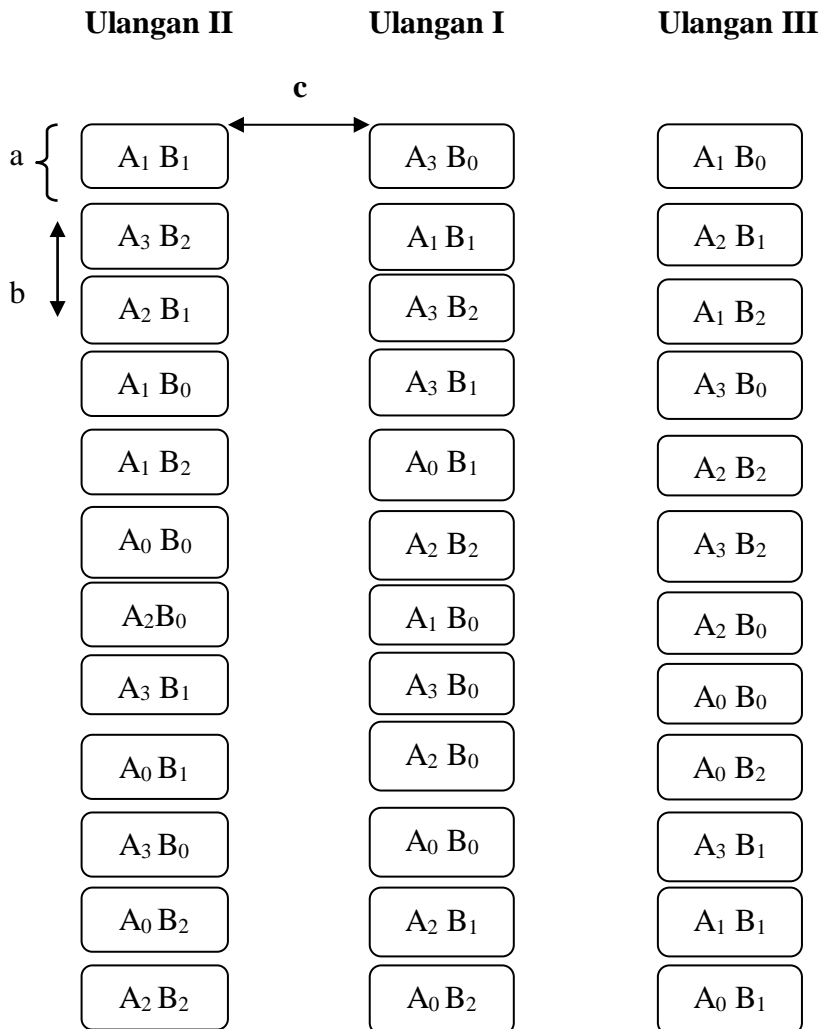 Ulangan II Ulangan I Ulangan III
c
a A₁ B₁ A₃ B₀ A₁ B₀
A₃ B₂ A₁ B₁ A₂ B₁
b A₂ B₁ A₃ B₂ A₁ B₂
A₁ B₀ A₃ B₁ A₃ B₀
A₁ B₂ A₀ B₁ A₂ B₂
A₀ B₀ A₂ B₂ A₃ B₂
A₂B₀ A₁ B₀ A₂ B₀
A₃ B₁ A₃ B₀ A₀ B₀
A₀ B₁ A₂ B₀ A₀ B₂
A₃ B₀ A₀ B₀ A₃ B₁
A₀ B₂ A₂ B₁ A₁ B₁
A₂ B₂ A₀ B₂ A₀ B₁